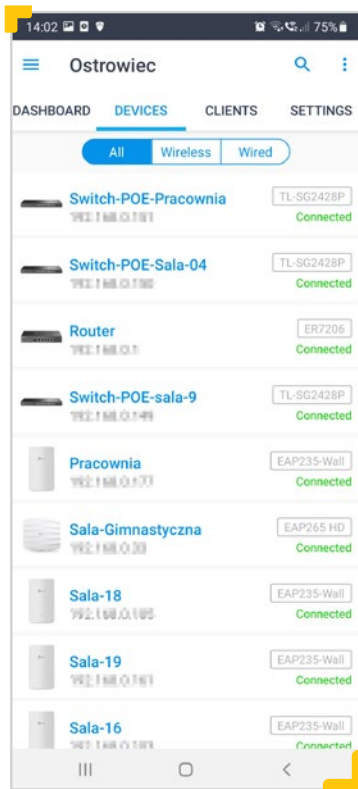 14:02
75%
Ostrowiec
DASHBOARD DEVICES CLIENTS SETTINGS
All Wireless Wired
Switch-POE-Pracownia TL-SG2428P
Connected
Switch-POE-Sala-04 TL-SG2428P
Connected
Router ER7206
Connected
Switch-POE-sala-9 TL-SG2428P
Connected
Pracownia EAP235-Wall
Connected
Sala-Gimnastyczna EAP265 HD
Connected
Sala-18 EAP235-Wall
Connected
Sala-19 EAP235-Wall
Connected
Sala-16 EAP235-Wall
Connected